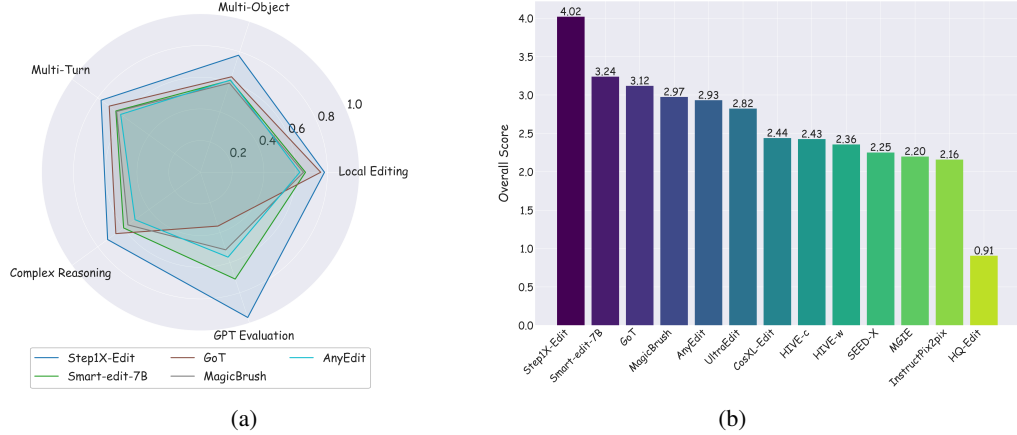 Multi-Object
Multi-Turn
1.0
0.8
0.6
0.4
0.2
Local Editing
Complex Reasoning
GPT Evaluation
Step1X-Edit
GoT
AnyEdit
Smart-edit-7B
MagicBrush
(a)
Overall Score
4.0
3.5
3.0
2.5
2.0
1.5
1.0
0.5
0.0
4.02
3.24
3.12
2.97
2.93
2.82
2.44
2.43
2.36
2.25
2.20
2.16
0.91
Step1X-Edit
Smart-edit-7B
GoT
MagicBrush
AnyEdit
UltraEdit
CosXL-Edit
HIVE-c
HIVE-w
SEED-X
MGIE
InstructPix2pix
HQ-Edit
(b)